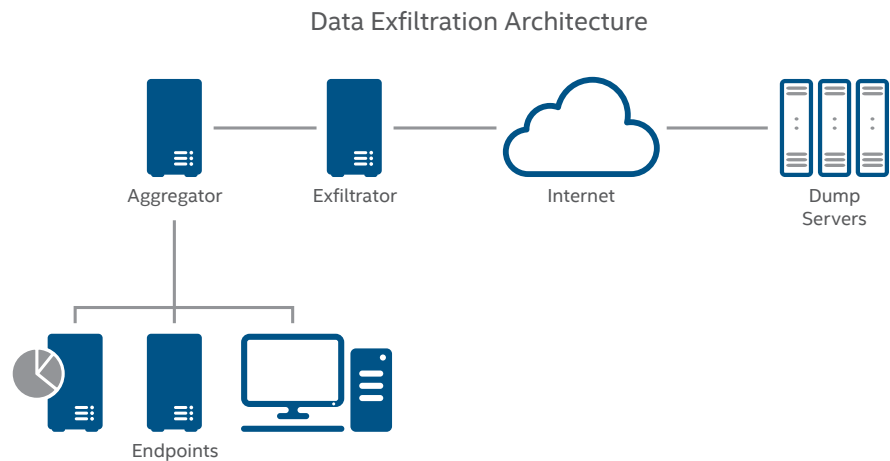 Data Exfiltration Architecture
Aggregator
Exfiltrator
Internet
Dump
Servers
Endpoints